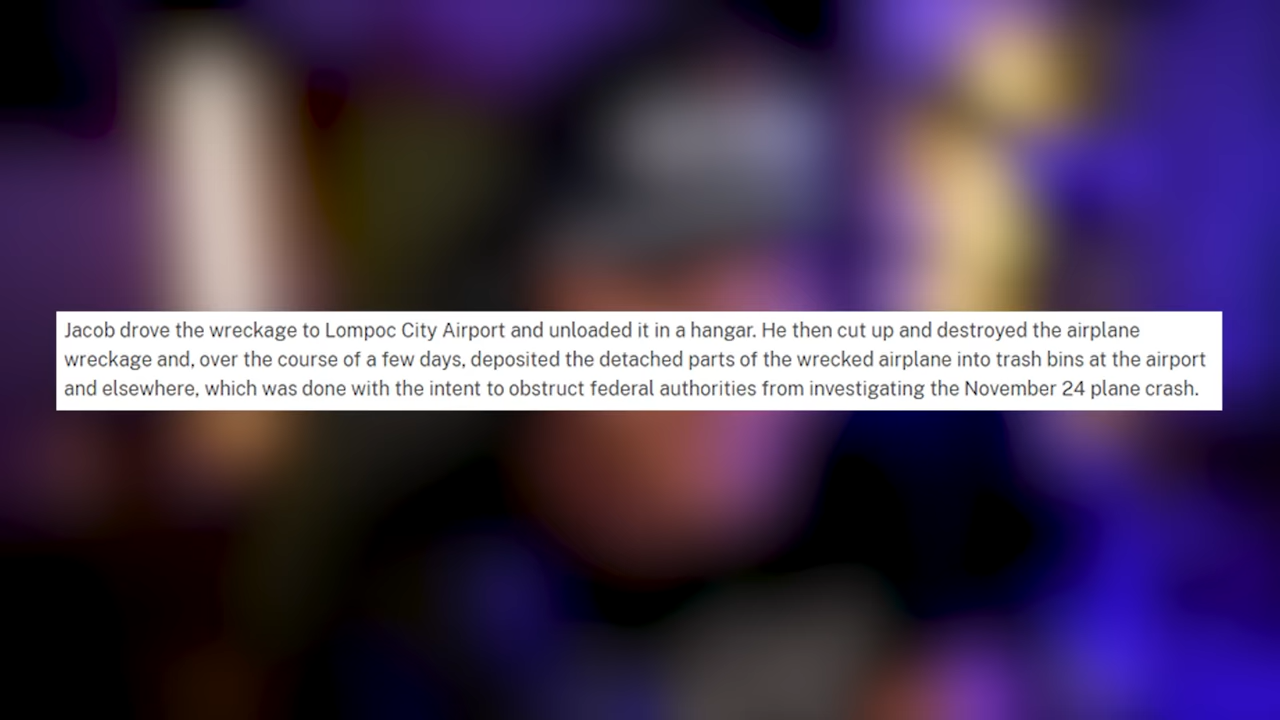 Jacob drove the wreckage to Lompoc City Airport and unloaded it in a hangar. He then cut up and destroyed the airplane
wreckage and, over the course of a few days, deposited the detached parts of the wrecked airplane into trash bins at the airport
and elsewhere, which was done with the intent to obstruct federal authorities from investigating the November 24 plane crash.